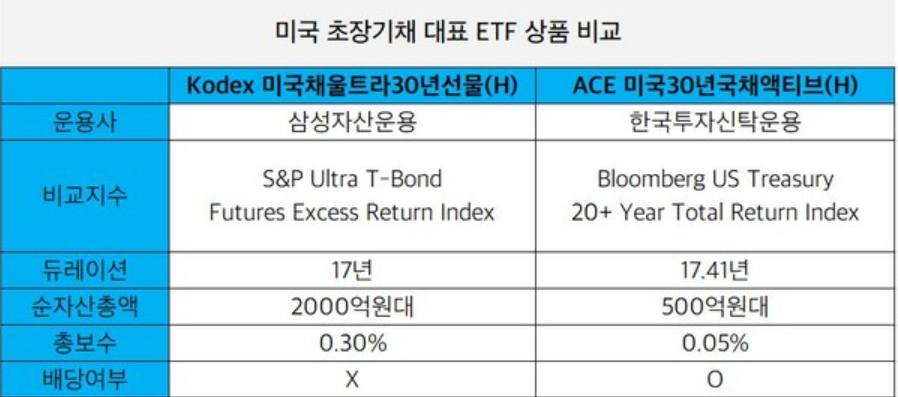 미국 초장기채 대표 ETF 상품 비교
Kodex 미국채울트라30년선물(H) ACE 미국30년국채액티브(H)
운용사 삼성자산운용 한국투자신탁운용
비교지수 S&P Ultra T-Bond Bloomberg US Treasury
Futures Excess Return Index 20+ Year Total Return Index
듀레이션 17년 17.41년
순자산총액 2000억원대 500억원대
총보수 0.30% 0.05%
배당여부 X O